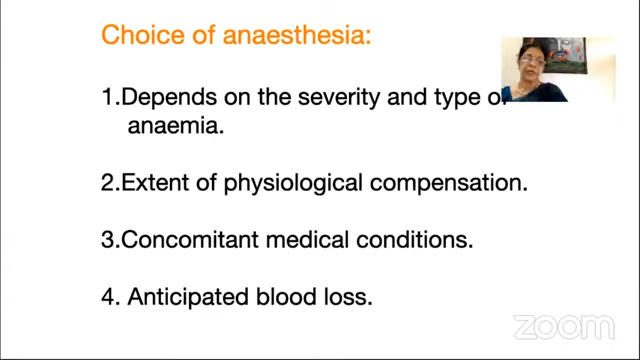 Choice of anaesthesia:
1.Depends on the severity and type of
anaemia.
2.Extent of physiological compensation.
3.Concomitant medical conditions.
4. Anticipated blood loss.
zoom